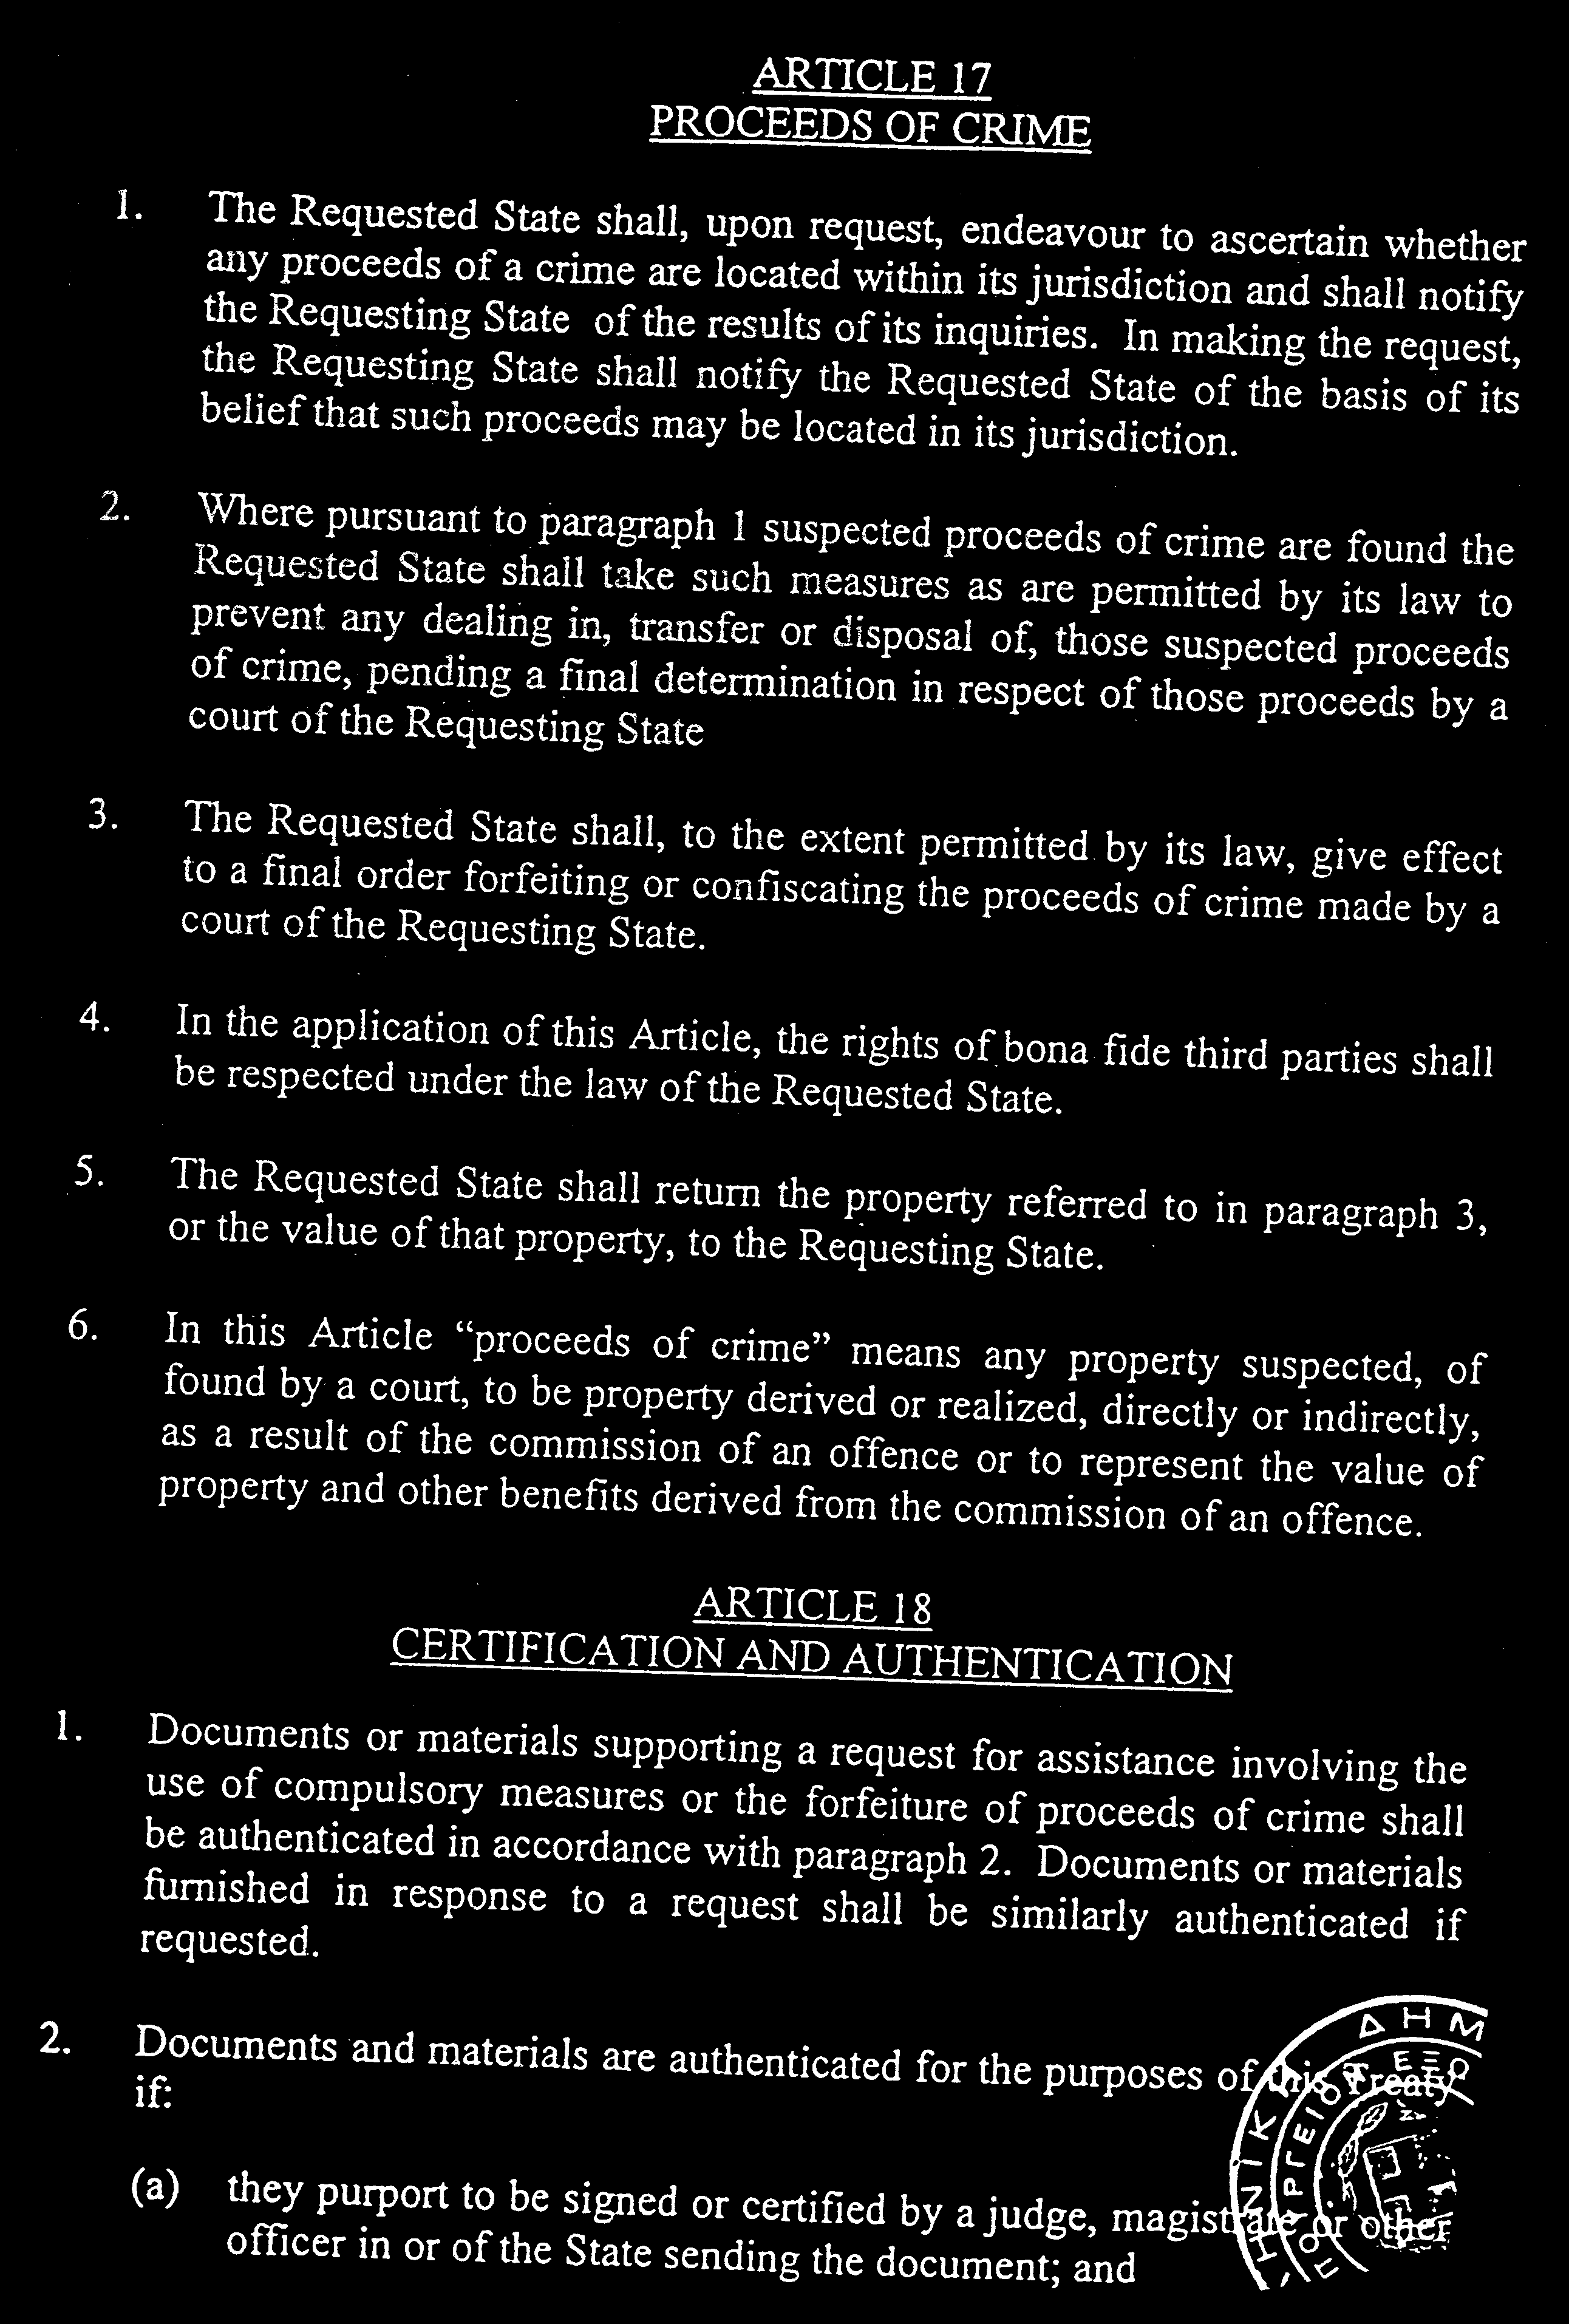 ARTICLE 17
PROCEEDS OF CRIME
1. The Requested State shall, upon request, endeavour to ascertain whether
any proceeds of a crime are located within its jurisdiction and shall notify
the Requesting State of the results of its inquiries. In making the request,
the Requesting State shall notify the Requested State of the basis of its
belief that such proceeds may be located in its jurisdiction.
2. Where pursuant to paragraph 1 suspected proceeds of crime are found the
Requested State shall take such measures as are permitted by its law to
prevent any dealing in, transfer or disposal of, those suspected proceeds
of crime, pending a final determination in respect of those proceeds by a
court of the Requesting State
3. The Requested State shall, to the extent permitted by its law, give effect
to a final order forfeiting or confiscating the proceeds of crime made by a
court of the Requesting State.
4. In the application of this Article, the rights of bona fide third parties shall
be respected under the law of the Requested State.
5. The Requested State shall return the property referred to in paragraph 3,
or the value of that property, to the Requesting State.
6. In this Article “proceeds of crime” means any property suspected, of
found by a court, to be property derived or realized, directly or indirectly,
as a result of the commission of an offence or to represent the value of
property and other benefits derived from the commission of an offence.
ARTICLE 18
CERTIFICATION AND AUTHENTICATION
1. Documents or materials supporting a request for assistance involving the
use of compulsory measures or the forfeiture of proceeds of crime shall
be authenticated in accordance with paragraph 2. Documents or materials
furnished in response to a request shall be similarly authenticated if
requested.
2. Documents and materials are authenticated for the purposes of this Treaty
if:
(a) they purport to be signed or certified by a judge, magistrate or other
officer in or of the State sending the document; and